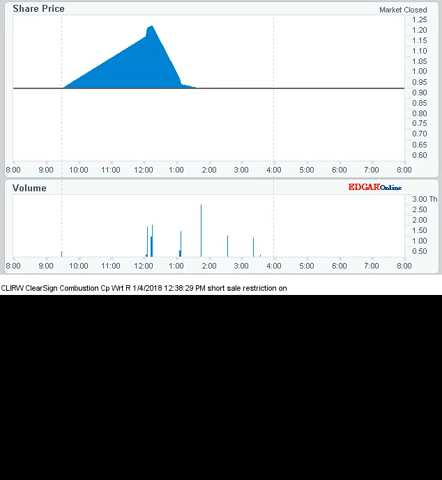 Share Price
Market Closed
1.25
1.20
1.15
1.10
1.05
1.00
0.95
0.90
0.85
0.80
0.75
0.70
0.65
0.60
8:00 9:00 10:00 11:00 12:00 1:00 2:00 3:00 4:00 5:00 6:00 7:00 8:00
Volume
EDGAR Online
3.00 Th
2.50
2.00
1.50
1.00
0.50
8:00 9:00 10:00 11:00 12:00 1:00 2:00 3:00 4:00 5:00 6:00 7:00 8:00
CLIRW ClearSign Combustion Cp Wrt R 1/4/2018 12:38:29 PM short sale restriction on